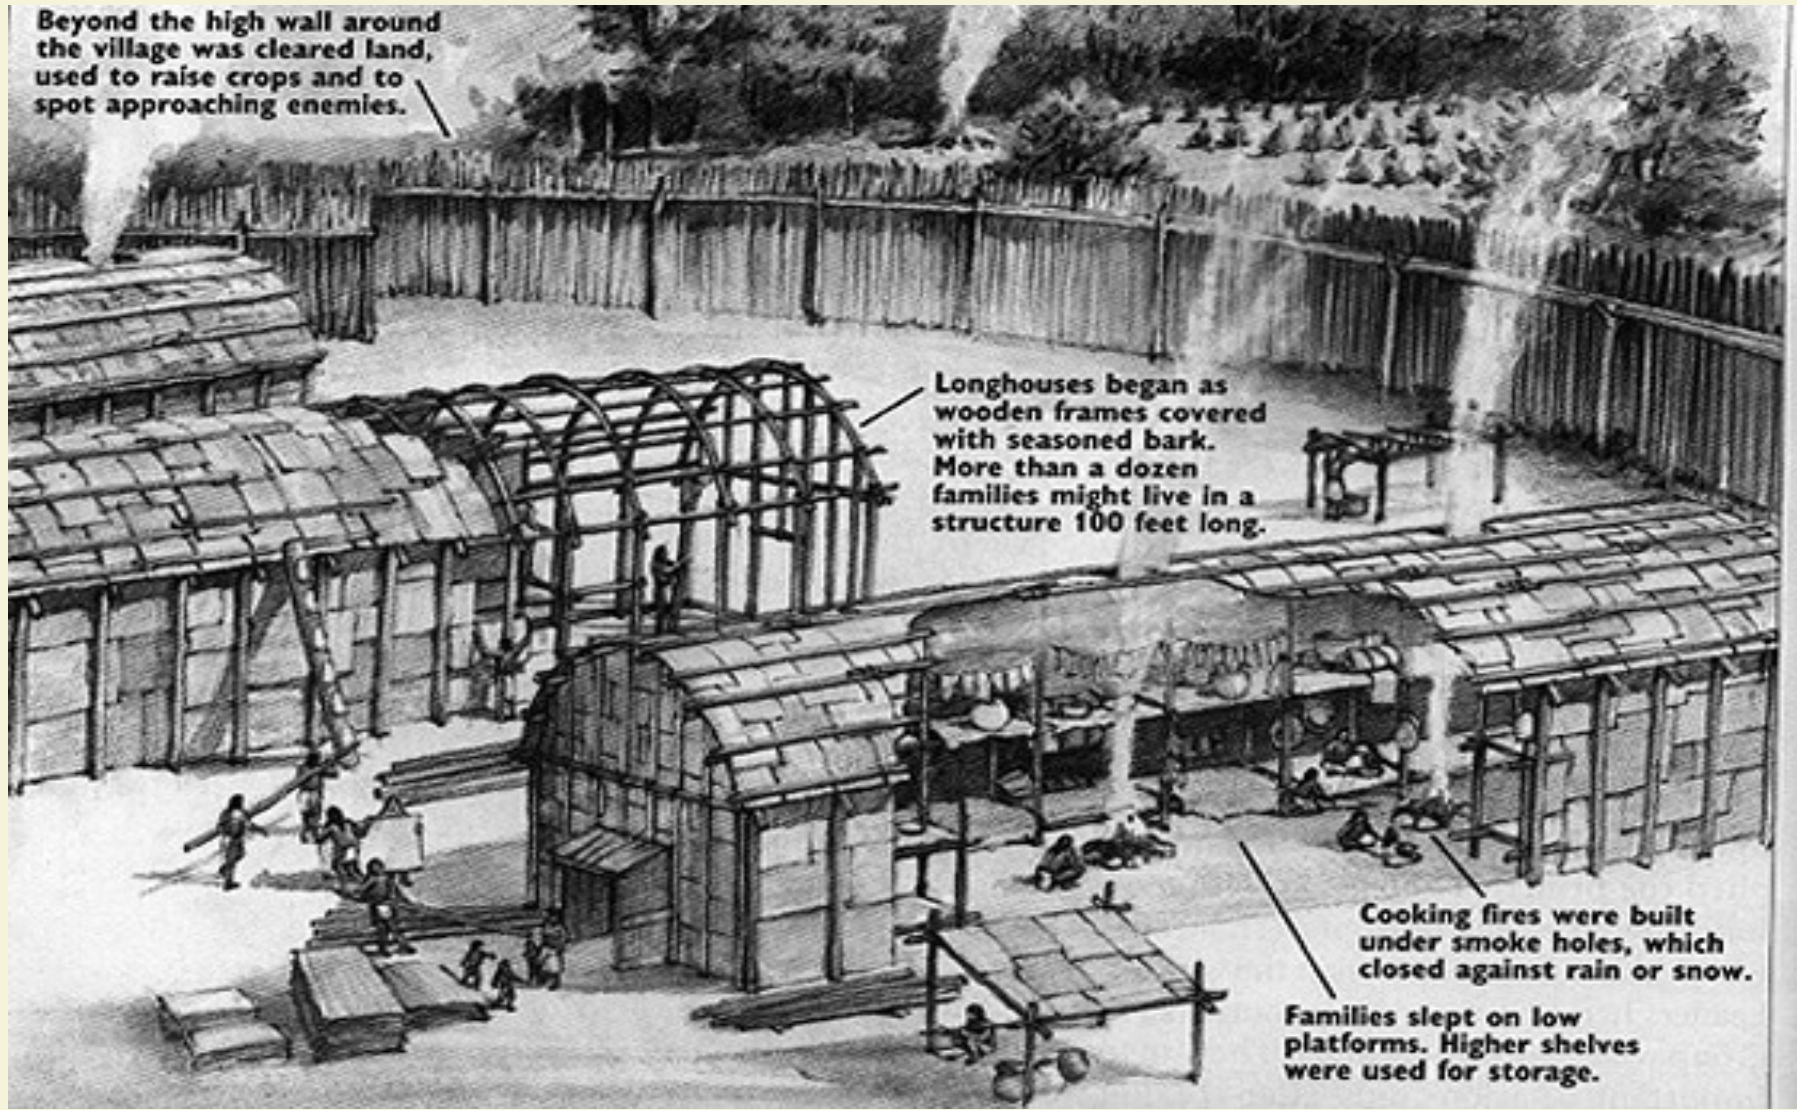 Beyond the high wall around
the village was cleared land,
used to raise crops and to
spot approaching enemies.
Longhouses began as
wooden frames covered
with seasoned bark.
More than a dozen
families might live in a
structure 100 feet long.
Cooking fires were built
under smoke holes, which
closed against rain or snow.
Families slept on low
platforms. Higher shelves
were used for storage.